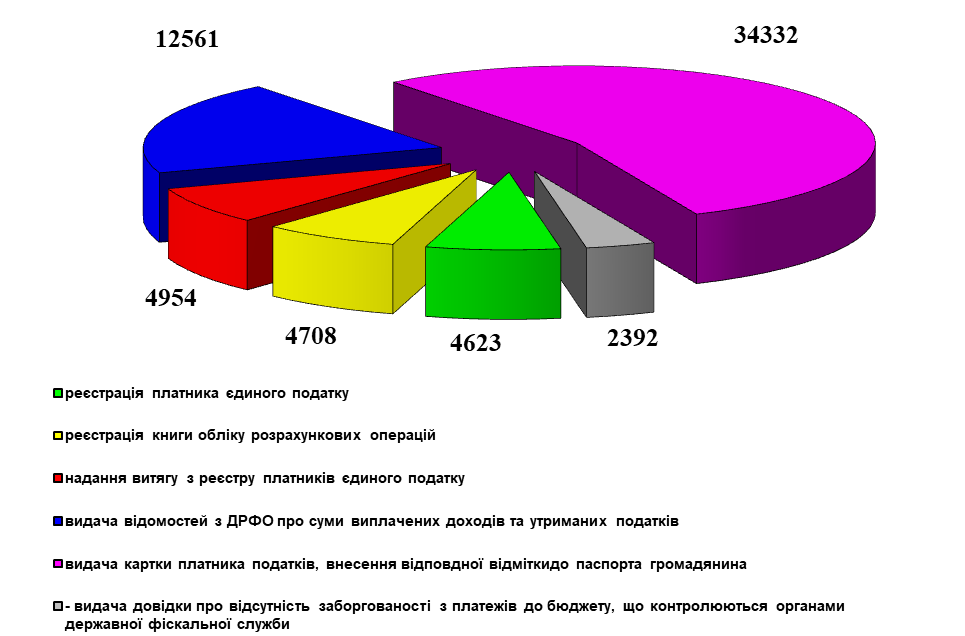 12561
34332
4954
4708
4623
2392
реєстрація платника єдиного податку
реєстрація книги обліку розрахункових операцій
надання витягу з реєстру платників єдиного податку
видача відомостей з ДРФО про суми виплачених доходів та утриманих податків
видача картки платника податків, внесення відповдної відміткидо паспорта громадянина
- видача довідки про відсутність заборгованості з платежів до бюджету, що контролюються органами
державної фіскальної служби